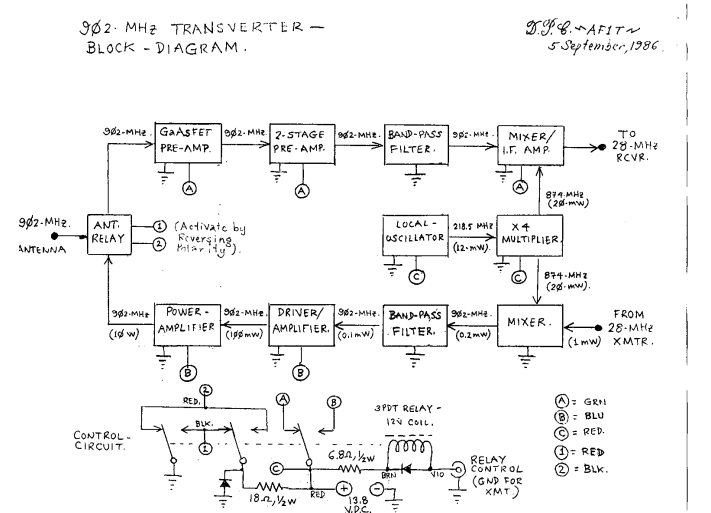 9Ø2-MHz TRANSVERTER —
BLOCK-DIAGRAM.
D.P.C. ~ AF1T ~
5 September, 1986.
9Ø2-MHz.
GaAsFET
PRE-AMP.
9Ø2-MHz.
2-STAGE
PRE-AMP.
9Ø2-MHz.
BAND-PASS
FILTER.
9Ø2-MHz.
MIXER/
I.F. AMP.
TO
28-MHz
RCVR.
A
A
A
874-MHz
(2Ø-mW)
9Ø2-MHz.
ANTENNA
ANT.
RELAY
1
2
(Activate by
Reversing
Polarity).
LOCAL-
OSCILLATOR
218.5 MHz
(12-mW).
X4
MULTIPLIER.
C
C
874-MHz
(2Ø-mW).
9Ø2-MHz
(1Ø W)
POWER-
AMPLIFIER
9Ø2-MHz
(1ØØ mW)
DRIVER/
AMPLIFIER.
9Ø2-MHz
(0.1mW)
BAND-PASS
FILTER.
9Ø2-MHz
(0.2mW)
MIXER.
(1mW)
FROM
28-MHz
XMTR.
B
B
2
RED.
A
B
3PDT RELAY -
12V COIL.
CONTROL-
CIRCUIT.
BLK.
1
C
6.8Ω, ½W
BRN
VIO
RELAY
CONTROL
(GND FOR
XMT.)
18Ω, ½W
RED
+
-
13.8
V.D.C.
A = GRN
B = BLU
C = RED.
1 = RED
2 = BLK.